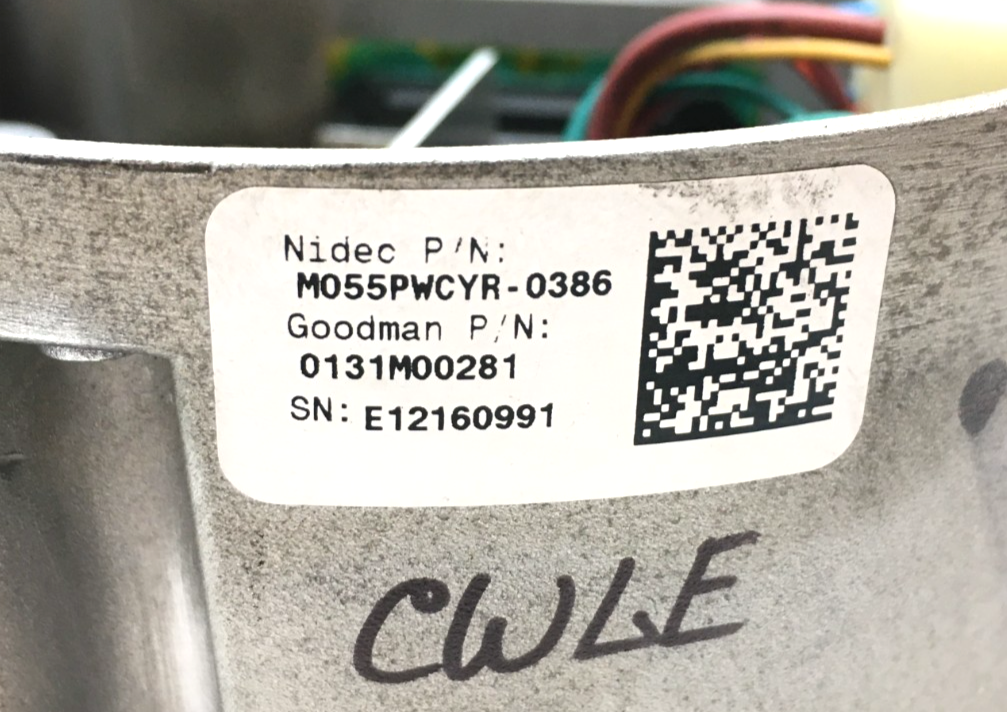 Nidec P/N:
M055PWCYR-0386
Goodman P/N:
0131M00281
SN: E12160991
CWLE